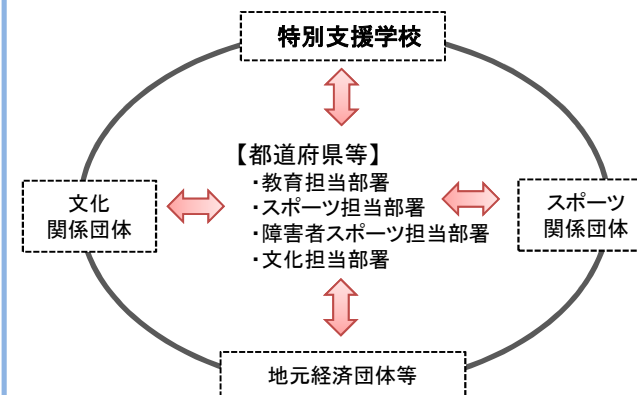 特別支援学校
【都道府県等】
・教育担当部署
・スポーツ担当部署
・障害者スポーツ担当部署
・文化担当部署
文化
関係団体
スポーツ
関係団体
地元経済団体等